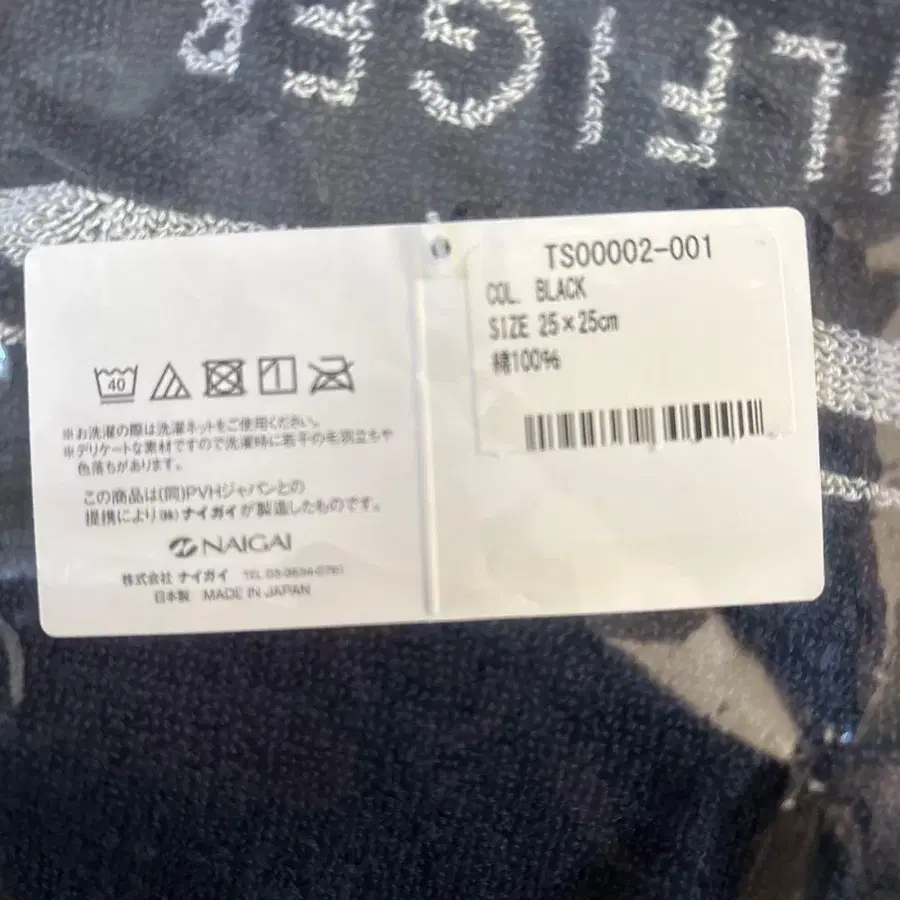 ILFIGER
40
※お洗濯の際は洗濯ネットをご使用ください。
※デリケートな素材ですので洗濯時に若干の毛羽立ちや
色落ちがあります。
この商品は(同)PVHジャパンとの
提携により(株)ナイガイが製造したものです。
NAIGAI
株式会社 ナイガイ TEL
日本製 MADE IN JAPAN
TS00002-001
COL. BLACK
SIZE 25×25cm
綿100%